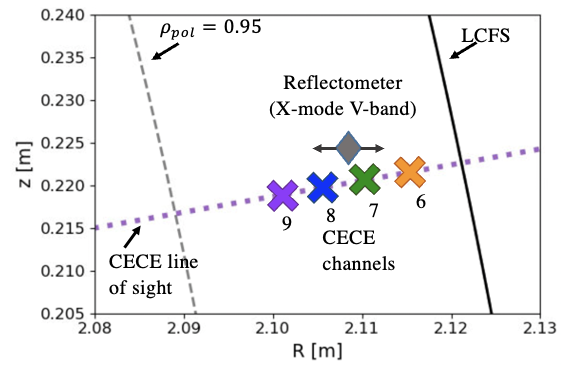 0.240
0.235
0.230
0.225
0.220
0.215
0.210
0.205
z [m]
ρ_pol = 0.95
LCFS
Reflectometer
(X-mode V-band)
9
8
7
6
CECE
channels
CECE line
of sight
2.08
2.09
2.10
2.11
2.12
2.13
R [m]